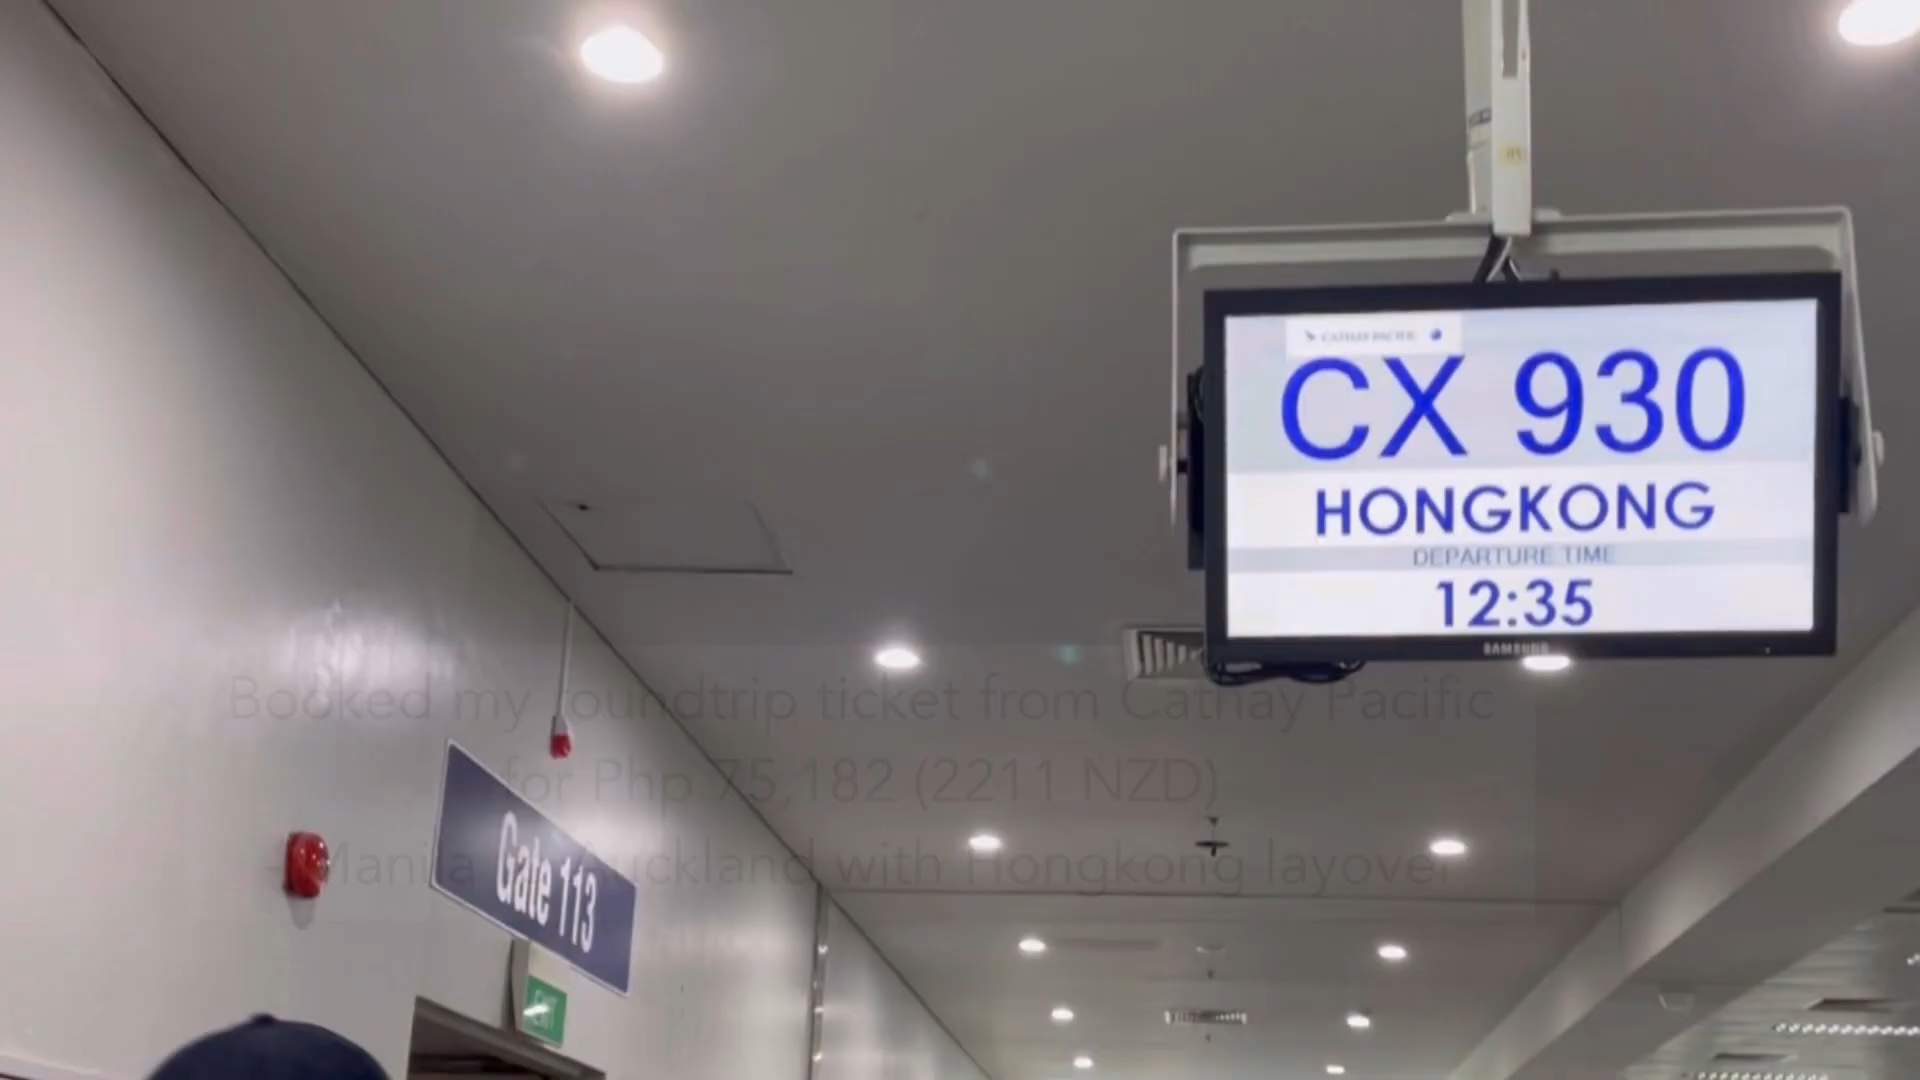 CATHAY PACIFIC
CX 930
HONGKONG
DEPARTURE TIME
12:35
SAMSUNG
Booked my roundtrip ticket from Cathay Pacific
for Php 75,182 (2211 NZD)
Manila Auckland with Hongkong layover
Gate 113
EXIT